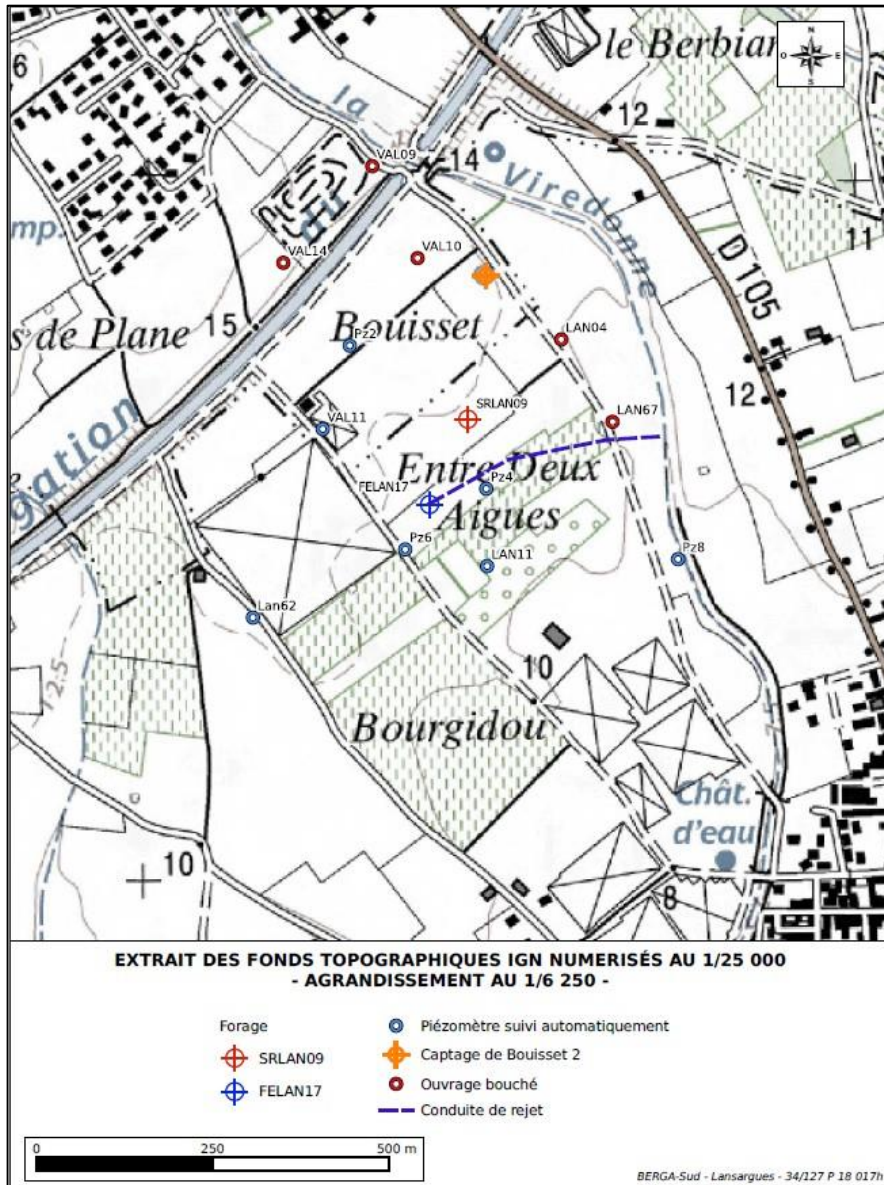 6
la
le Berbian
N
O
E
S
12
VAL09
14
Viredonne
du
mp.
VAL14
VAL10
11
D 105
s de Plane
15
Bouisset
Pz2
LAN04
12
SRLAN09
LAN67
VAL11
gation
FELAN17
Entre Deux
Aigues
Pz4
Pz6
LAN11
Pz8
Lan62
12.5
10
Bourgidou
Chât.
d'eau
10
8
EXTRAIT DES FONDS TOPOGRAPHIQUES IGN NUMERISÉS AU 1/25 000
- AGRANDISSEMENT AU 1/6 250 -
Forage
SRLAN09
FELAN17
Piézomètre suivi automatiquement
Captage de Bouisset 2
Ouvrage bouché
Conduite de rejet
0 250 500 m
BERGA-Sud - Lansargues - 34/127 P 18 017h